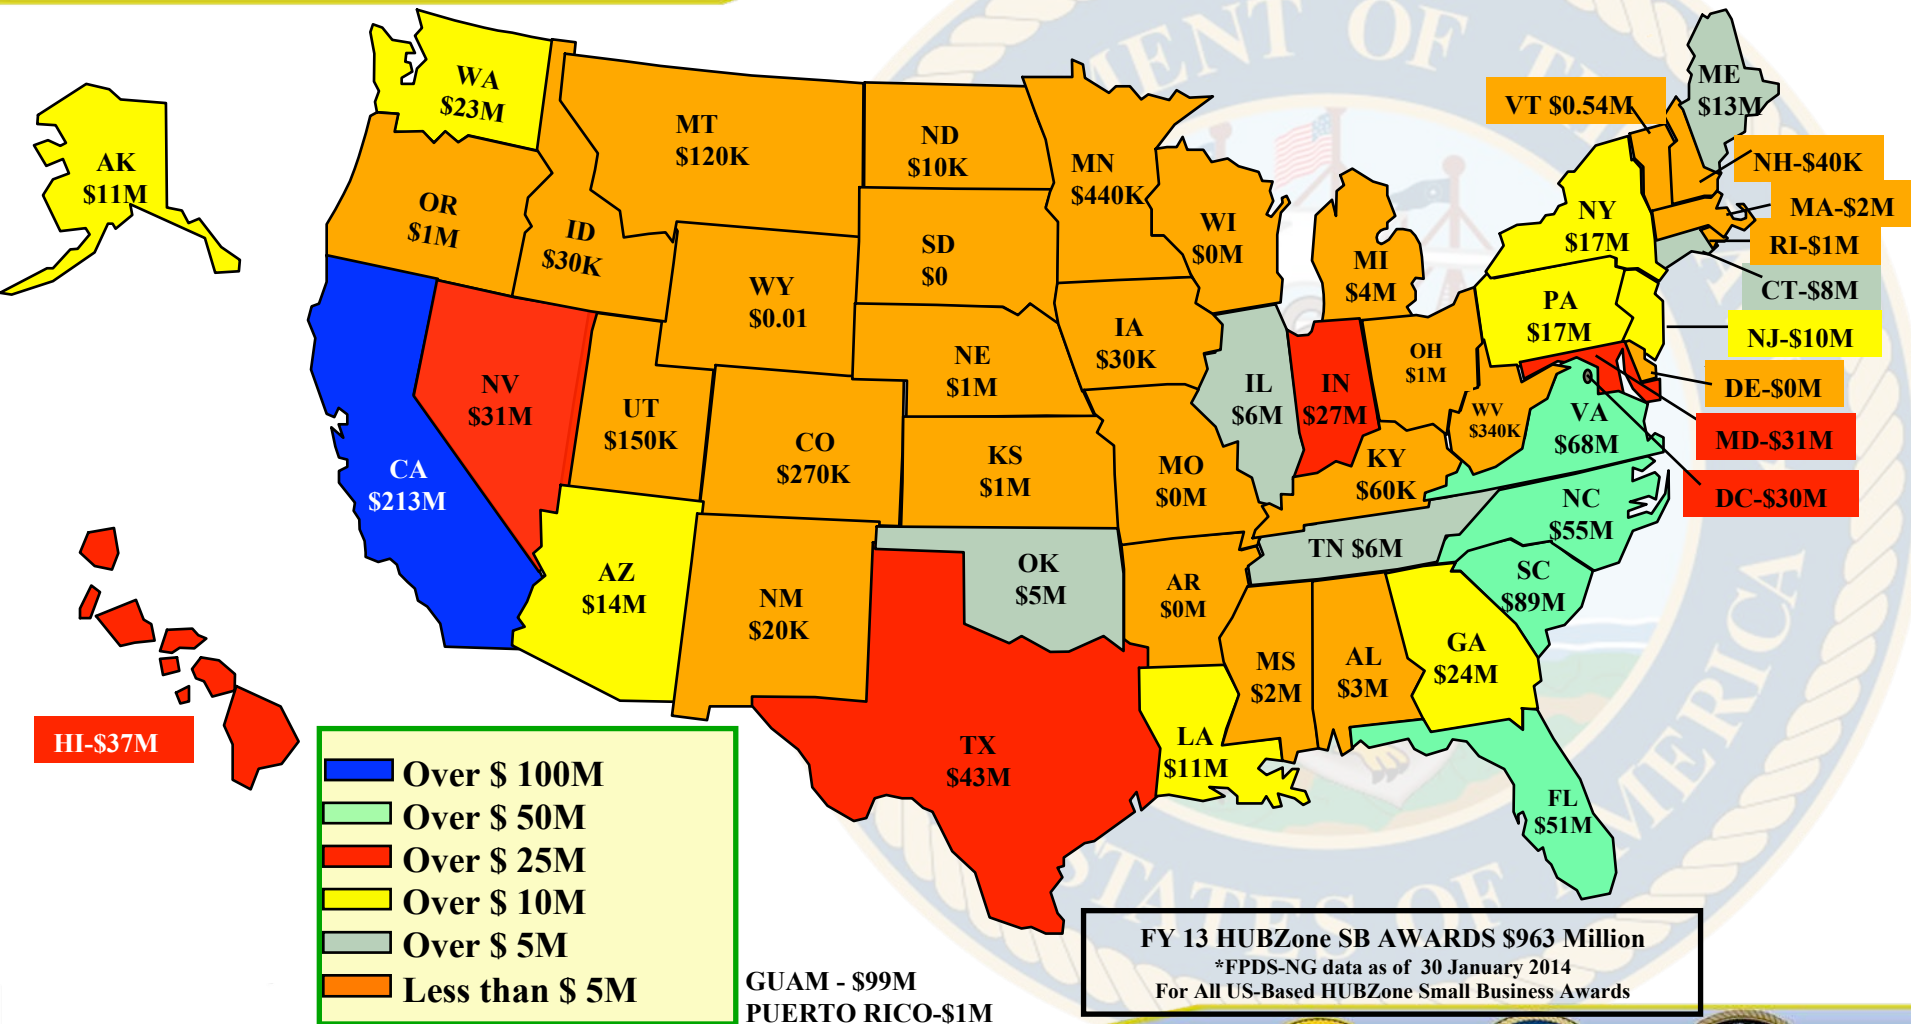 MENT OF TH
WA
$23M
AK
$11M
MT
$120K
ND
$10K
MN
$440K
OR
$1M
ID
$30K
WY
$0.01
SD
$0
WI
$0M
MI
$4M
ME
$13M
VT $0.54M
NH-$40K
MA-$2M
RI-$1M
CT-$8M
NJ-$10M
DE-$0M
MD-$31M
DC-$30M
NY
$17M
PA
$17M
NV
$31M
UT
$150K
CO
$270K
NE
$1M
IA
$30K
IL
$6M
IN
$27M
OH
$1M
WV
$340K
VA
$68M
CA
$213M
KS
$1M
MO
$0M
KY
$60K
NC
$55M
AZ
$14M
NM
$20K
OK
$5M
AR
$0M
TN $6M
SC
$89M
MS
$2M
AL
$3M
GA
$24M
HI-$37M
TX
$43M
LA
$11M
FL
$51M
Over $ 100M
Over $ 50M
Over $ 25M
Over $ 10M
Over $ 5M
Less than $ 5M
GUAM - $99M
PUERTO RICO-$1M
FY 13 HUBZone SB AWARDS $963 Million
*FPDS-NG data as of 30 January 2014
For All US-Based HUBZone Small Business Awards
STATES OF AMERICA